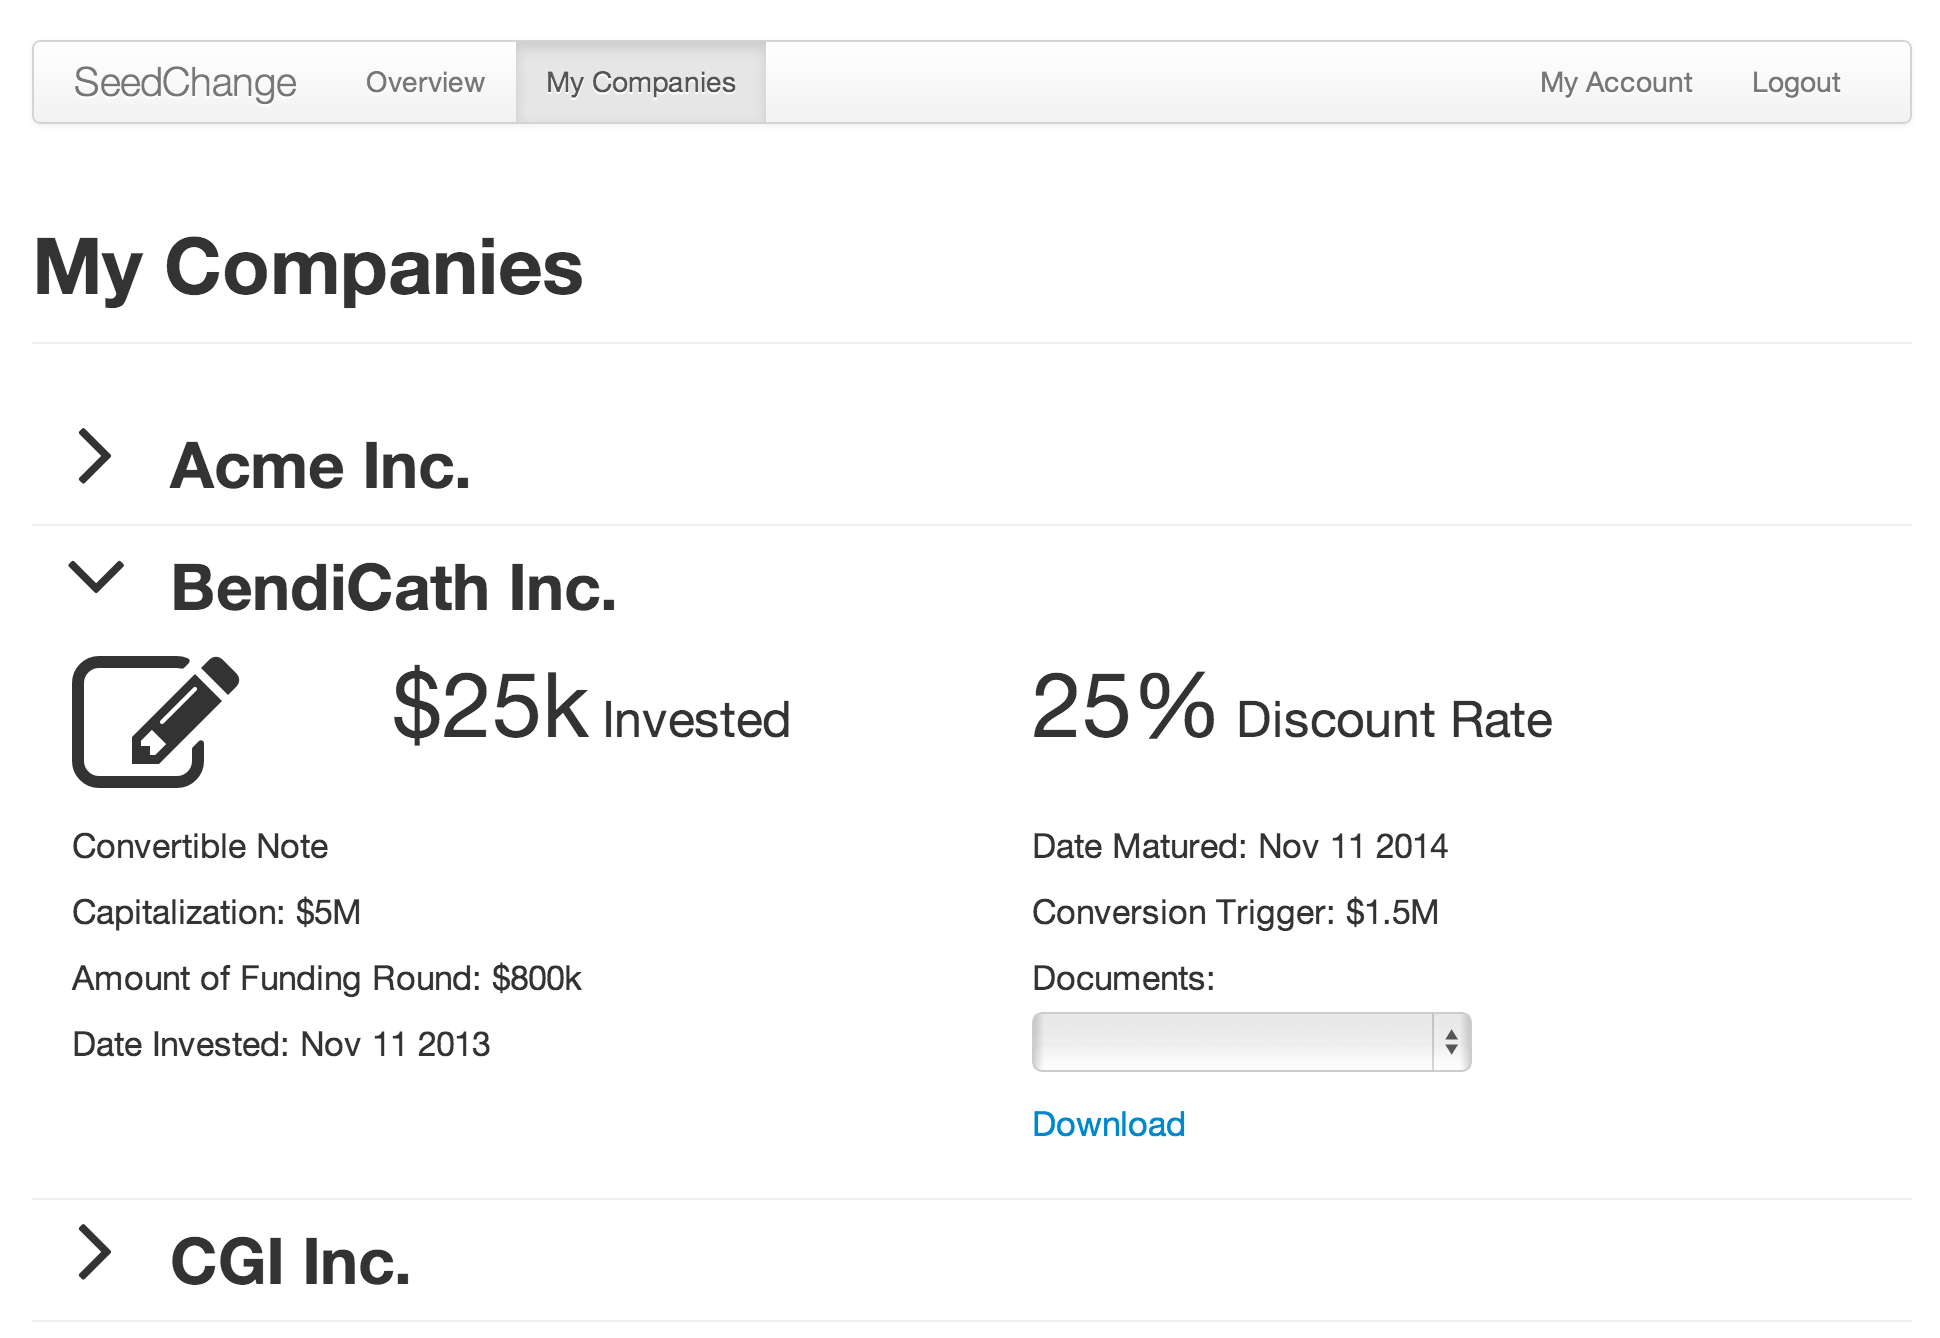 SeedChange Overview My Companies My Account Logout
My Companies
Acme Inc.
BendiCath Inc.
$25k Invested
25% Discount Rate
Convertible Note
Capitalization: $5M
Amount of Funding Round: $800k
Date Invested: Nov 11 2013
Date Matured: Nov 11 2014
Conversion Trigger: $1.5M
Documents:
Download
CGI Inc.